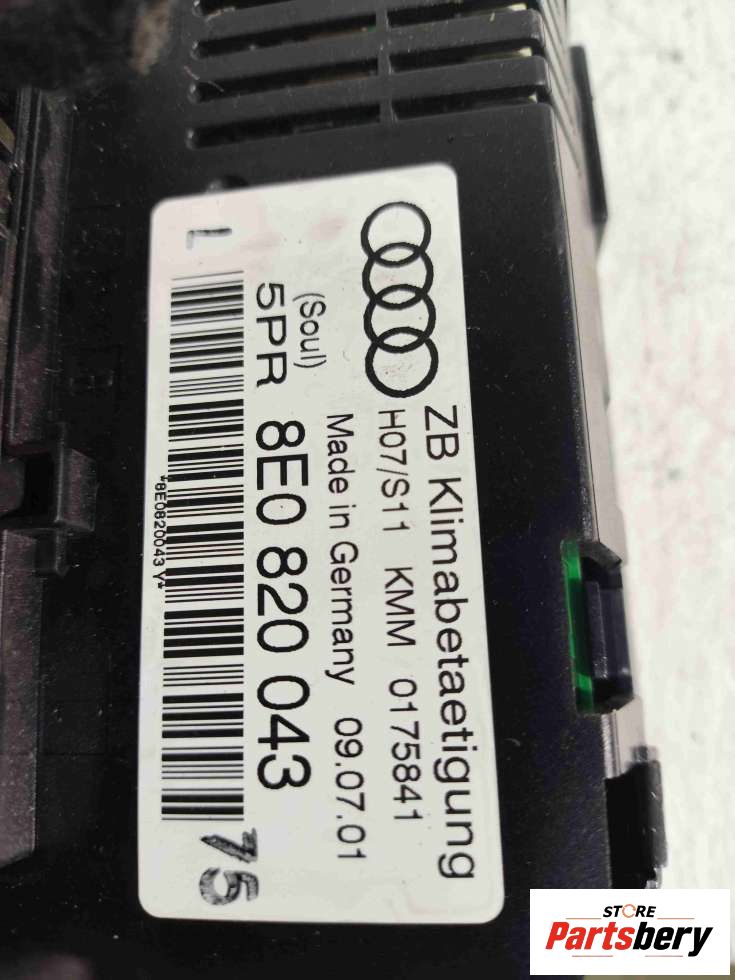 ZB Klimabetaetigung
H07/S11 KMM 0175841
Made in Germany 09.07.01
(Soul)
5PR 8E0 820 043
*8E0820043 Y*
L
75
STORE
Partsbery